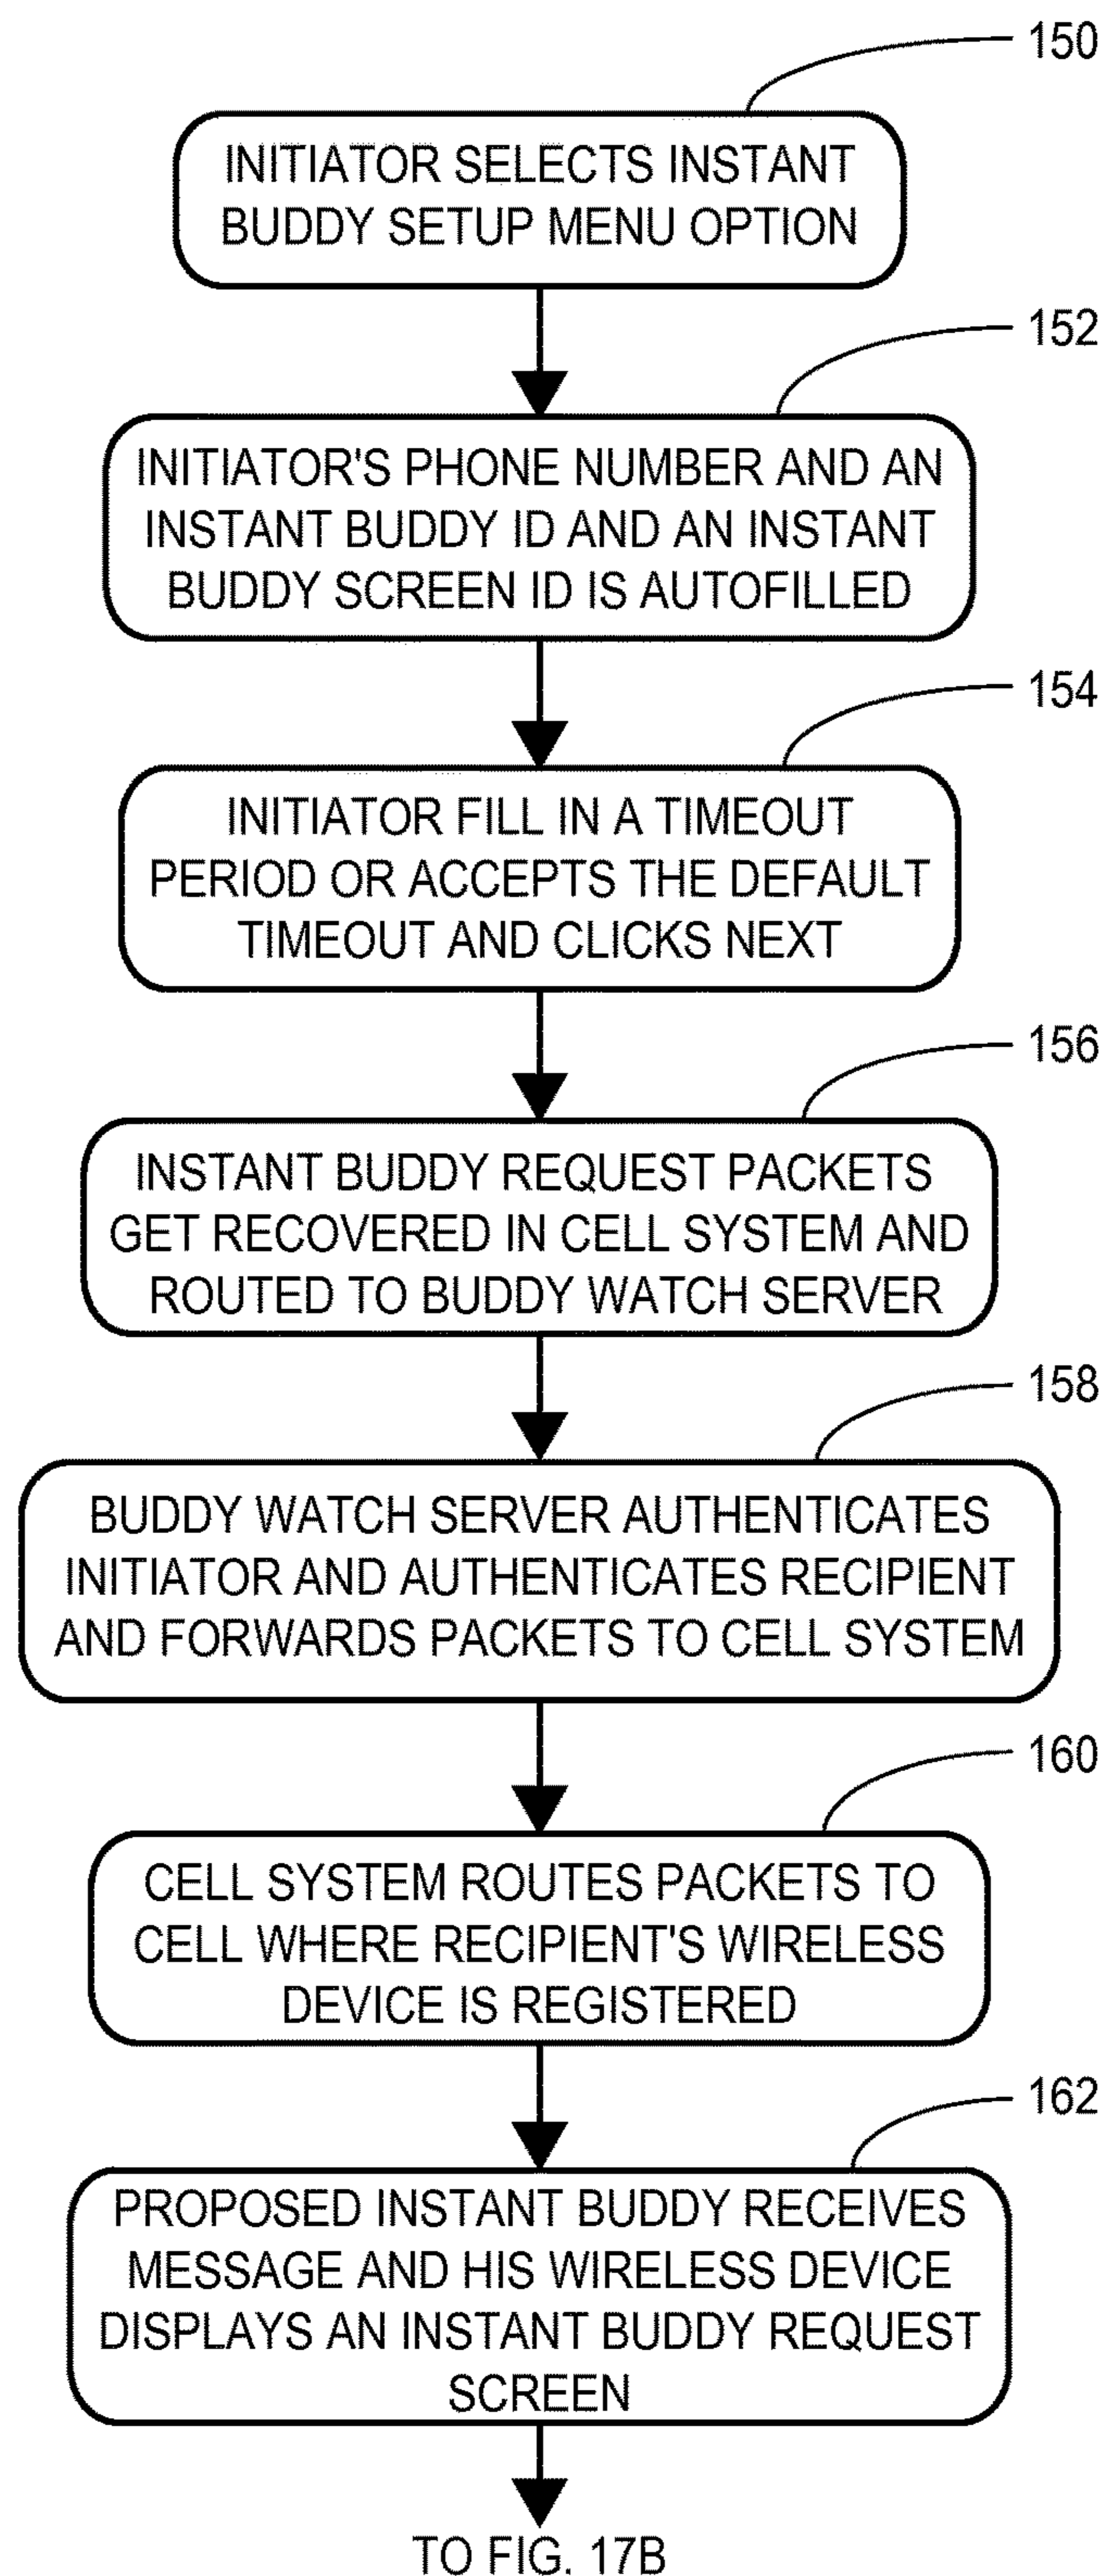 150
INITIATOR SELECTS INSTANT
BUDDY SETUP MENU OPTION
152
INITIATOR'S PHONE NUMBER AND AN
INSTANT BUDDY ID AND AN INSTANT
BUDDY SCREEN ID IS AUTOFILLED
154
INITIATOR FILL IN A TIMEOUT
PERIOD OR ACCEPTS THE DEFAULT
TIMEOUT AND CLICKS NEXT
156
INSTANT BUDDY REQUEST PACKETS
GET RECOVERED IN CELL SYSTEM AND
ROUTED TO BUDDY WATCH SERVER
158
BUDDY WATCH SERVER AUTHENTICATES
INITIATOR AND AUTHENTICATES RECIPIENT
AND FORWARDS PACKETS TO CELL SYSTEM
160
CELL SYSTEM ROUTES PACKETS TO
CELL WHERE RECIPIENT'S WIRELESS
DEVICE IS REGISTERED
162
PROPOSED INSTANT BUDDY RECEIVES
MESSAGE AND HIS WIRELESS DEVICE
DISPLAYS AN INSTANT BUDDY REQUEST
SCREEN
TO FIG. 17B